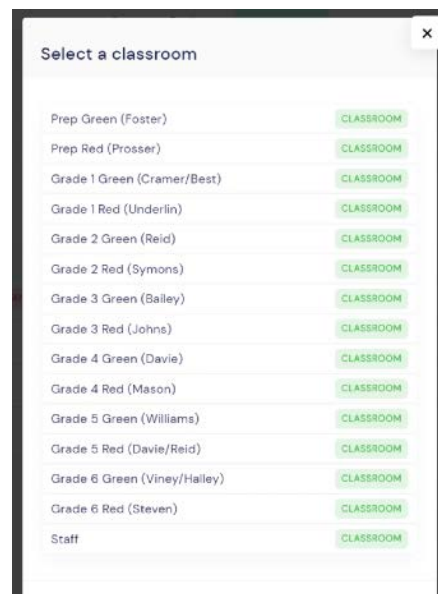 Select a classroom
Prep Green (Foster) CLASSROOM
Prep Red (Prosser) CLASSROOM
Grade 1 Green (Cramer/Best) CLASSROOM
Grade 1 Red (Underlin) CLASSROOM
Grade 2 Green (Reid) CLASSROOM
Grade 2 Red (Symons) CLASSROOM
Grade 3 Green (Bailey) CLASSROOM
Grade 3 Red (Johns) CLASSROOM
Grade 4 Green (Davie) CLASSROOM
Grade 4 Red (Mason) CLASSROOM
Grade 5 Green (Williams) CLASSROOM
Grade 5 Red (Davie/Reid) CLASSROOM
Grade 6 Green (Viney/Halley) CLASSROOM
Grade 6 Red (Steven) CLASSROOM
Staff CLASSROOM